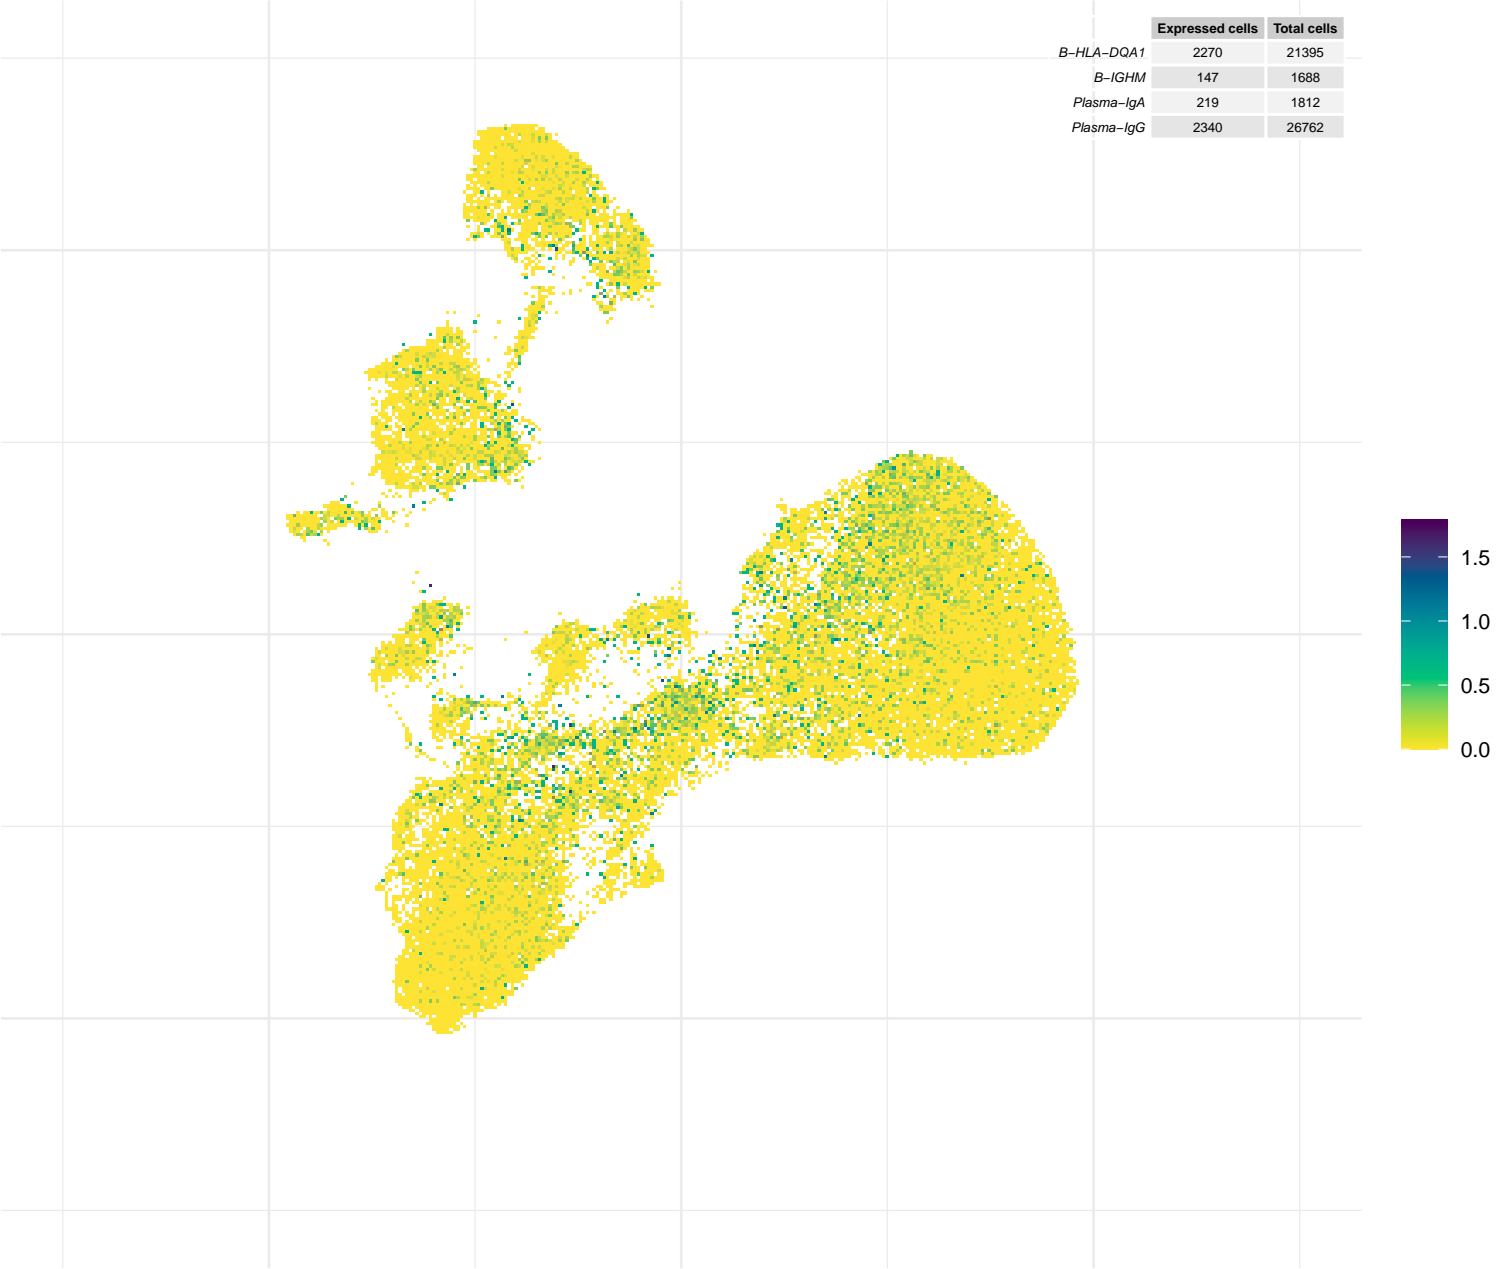 Expressed cells Total cells
B−HLA−DQA1 2270 21395
B−IGHM 147 1688
Plasma−IgA 219 1812
Plasma−IgG 2340 26762
1.5
1.0
0.5
0.0